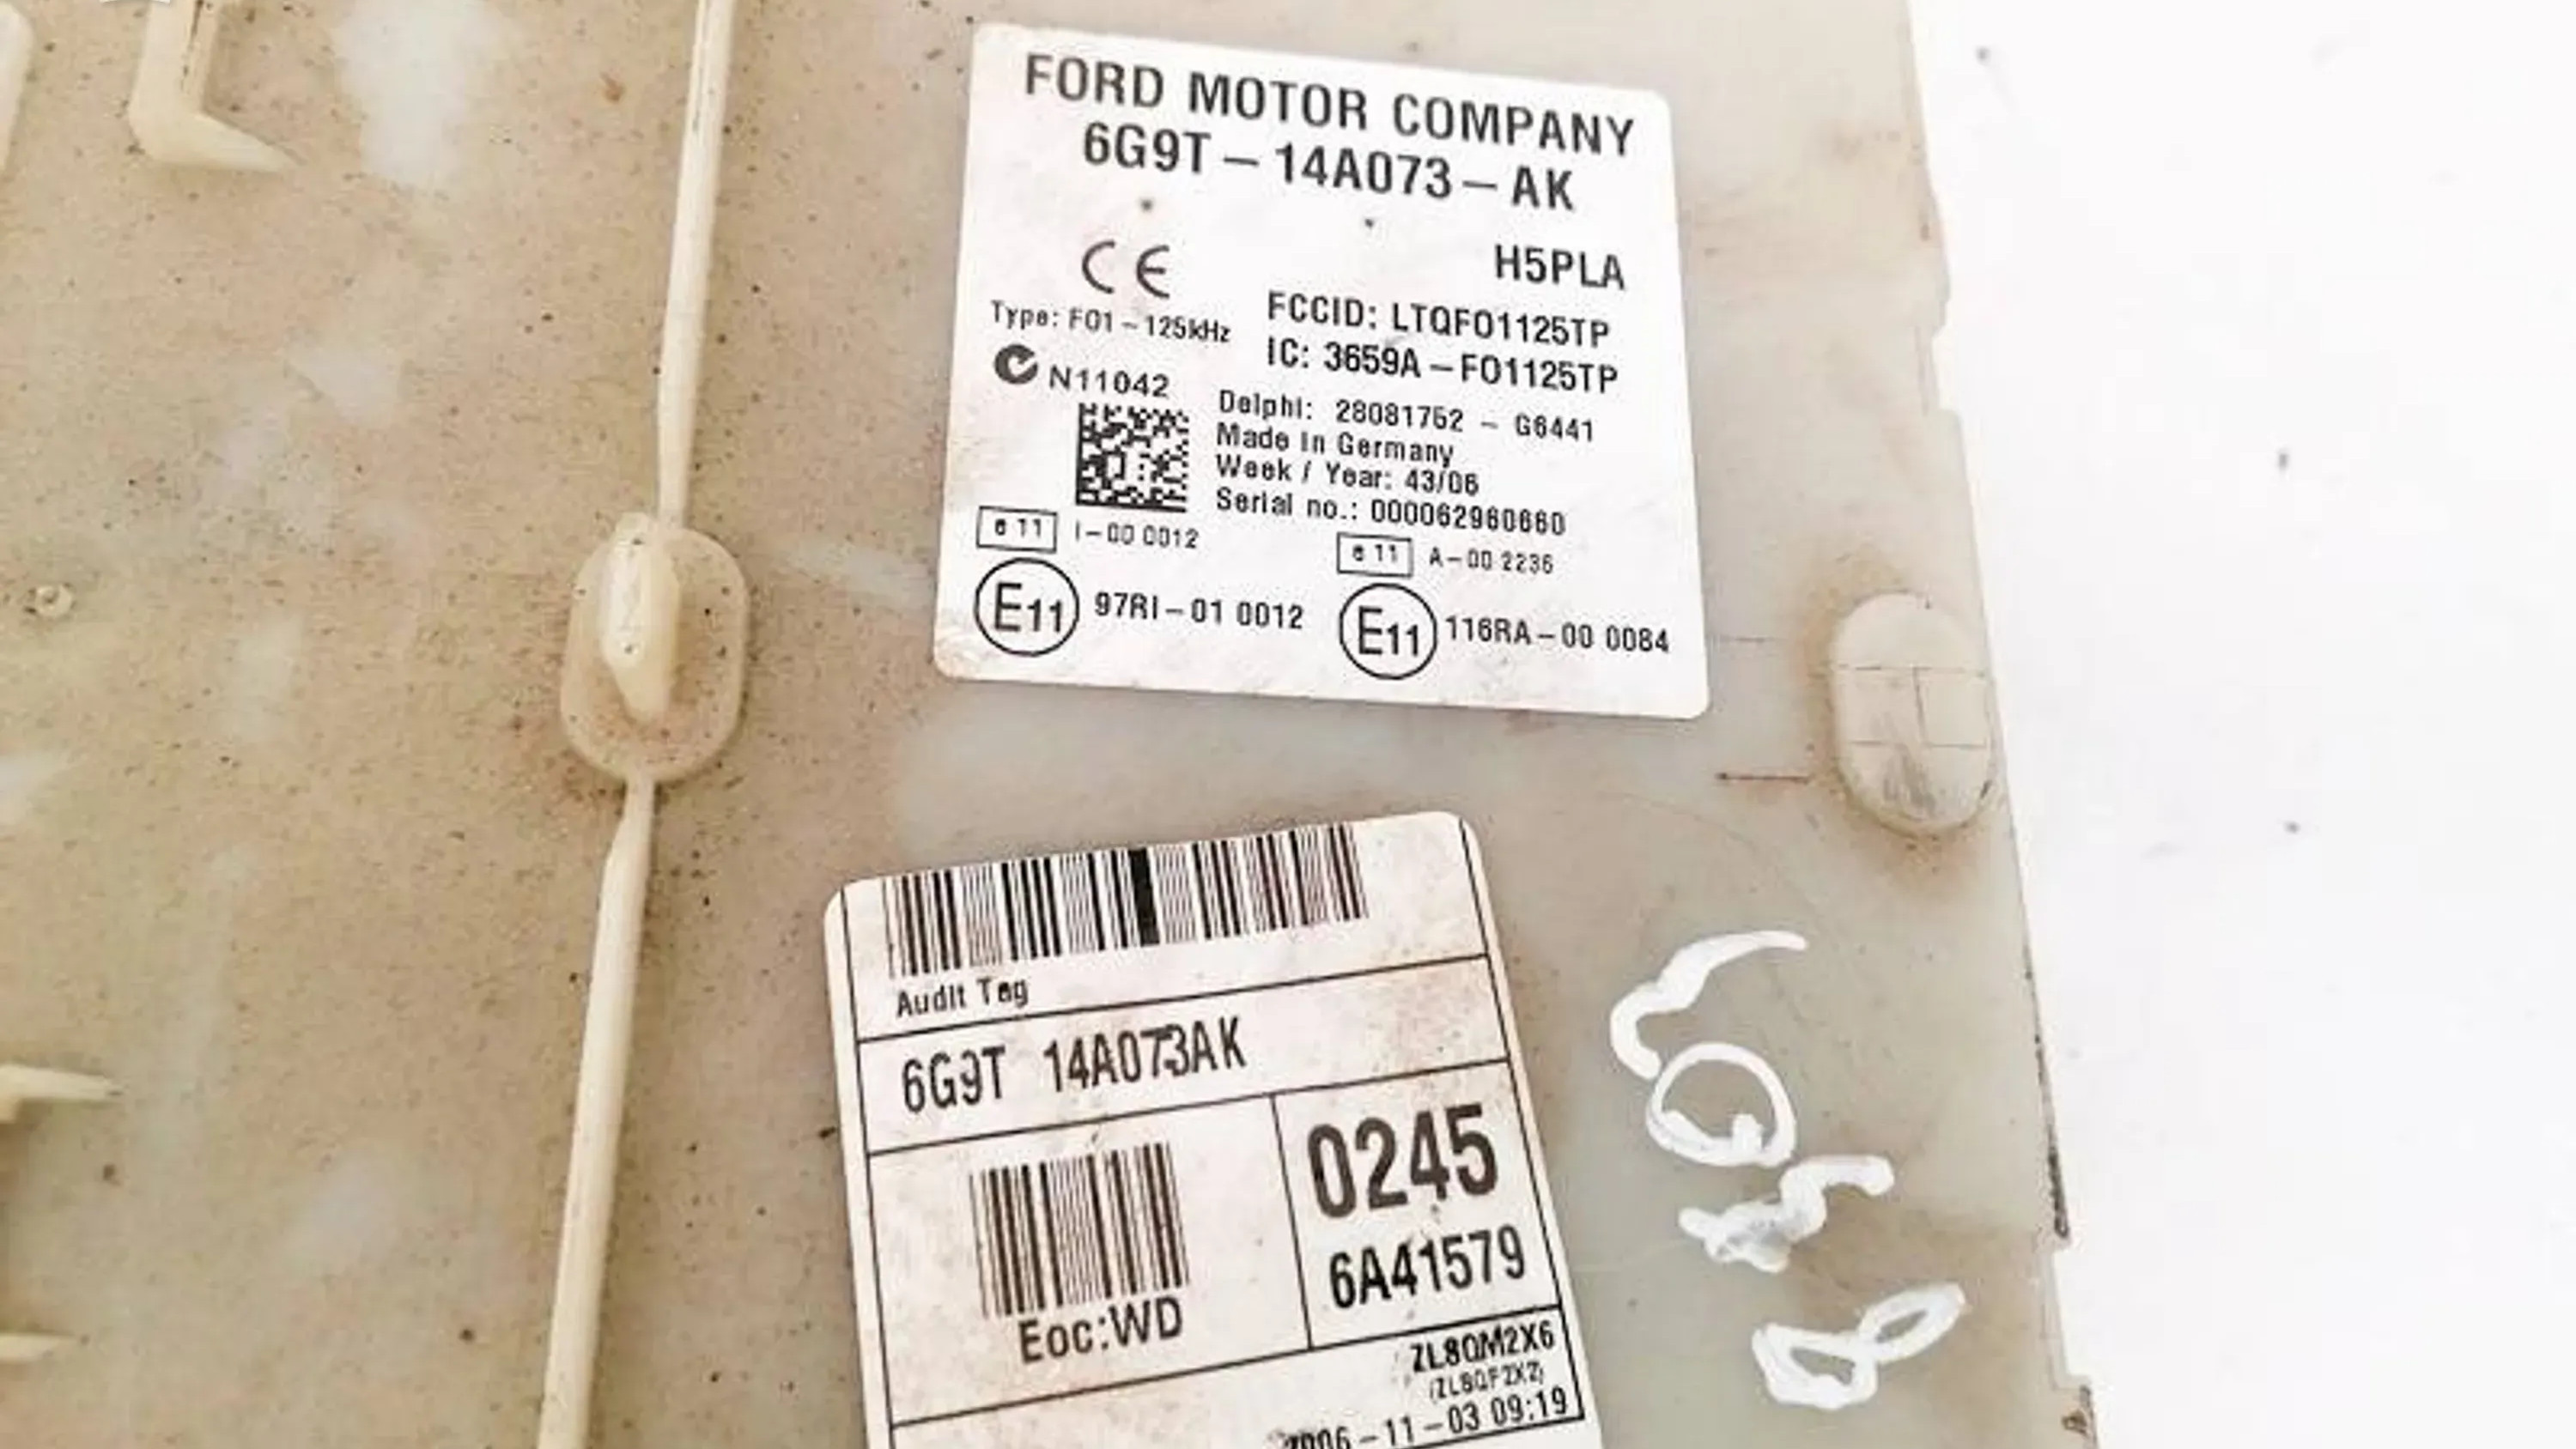 FORD MOTOR COMPANY
6G9T – 14A073 – AK
H5PLA
CE
Type: F01 – 125kHz
FCCID: LTQFO1125TP
IC: 3659A – FO1125TP
N11042
Delphi: 28081752 – G6441
Made In Germany
Week / Year: 43/06
Serial no.: 000062960660
e 11 I–00 0012
e 11 A–00 2236
E11 97RI–01 0012
E11 116RA–00 0084
Audit Tag
6G9T 14A073AK
0245
6A41579
Eoc:WD
ZL8QM2X6
(ZL8QF2X2)
2006–11–03 09:19